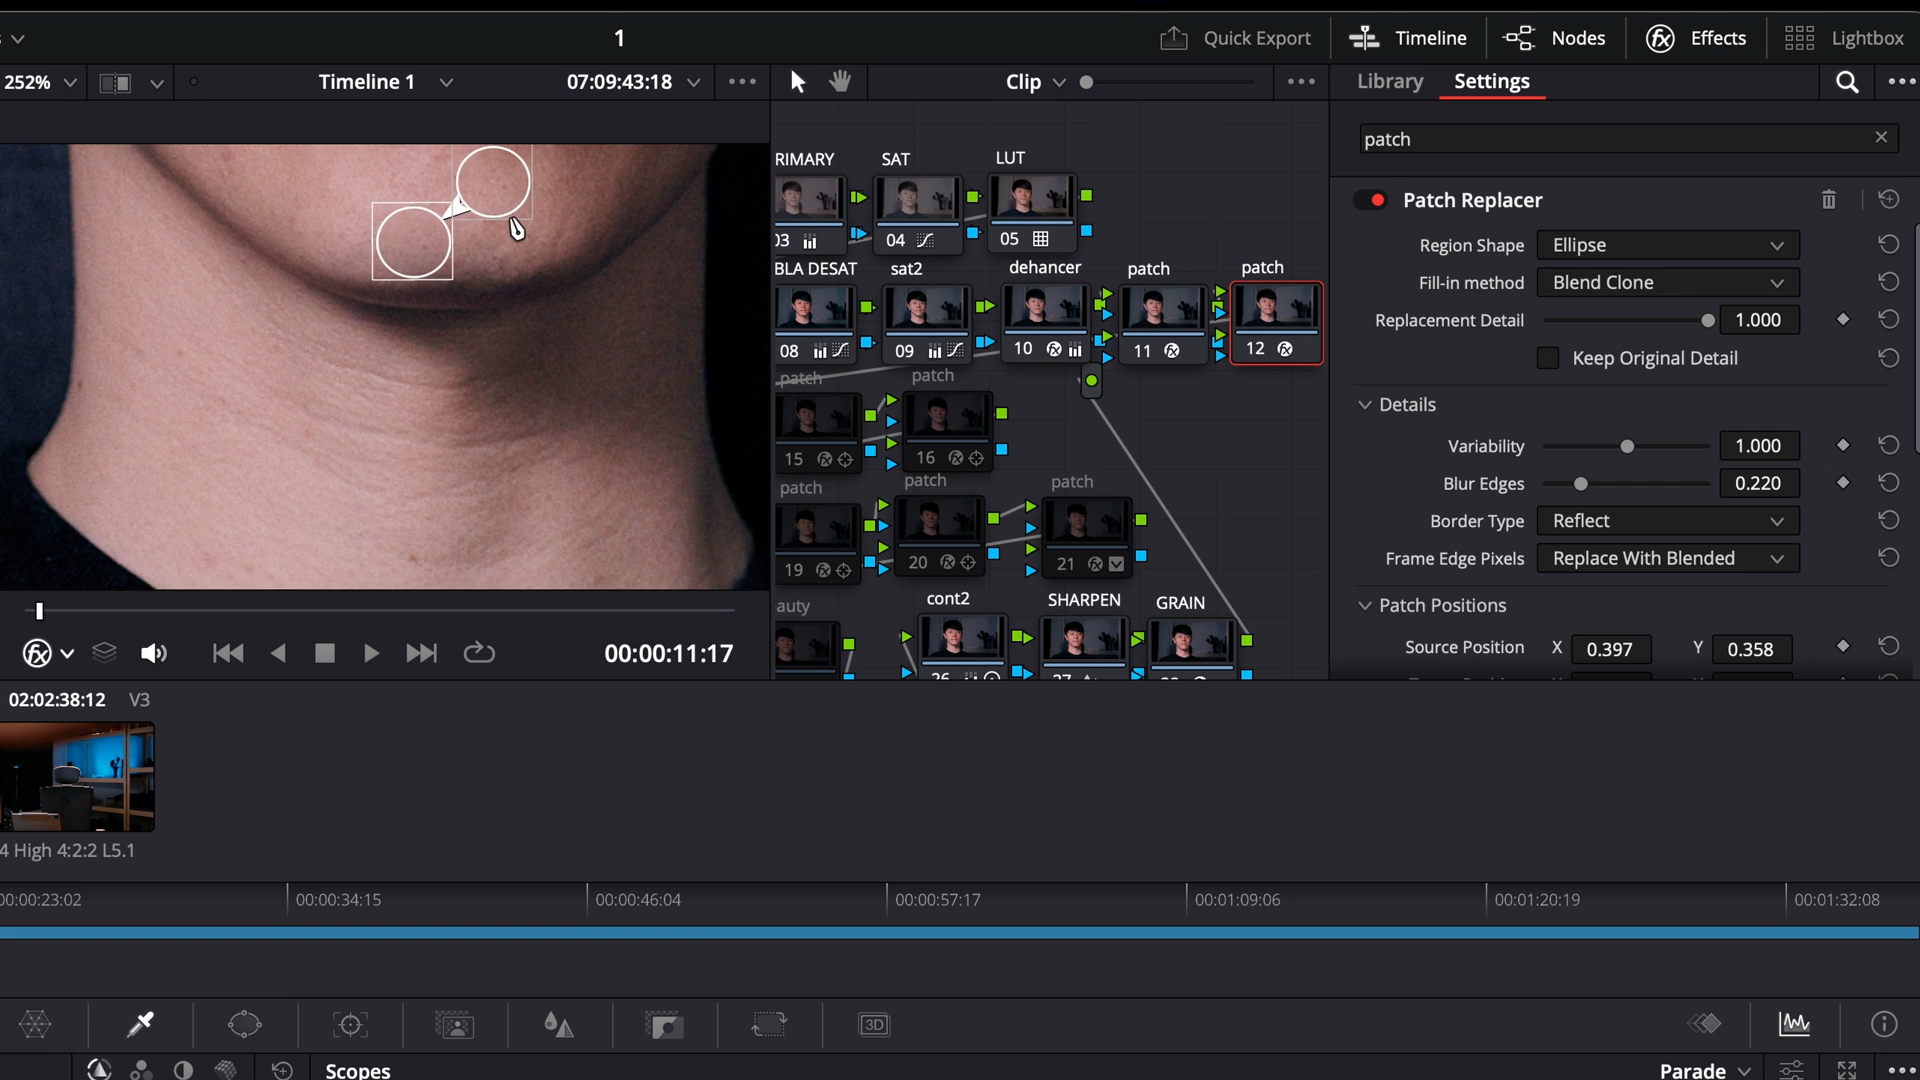 1
Quick Export
Timeline
Nodes
Effects
Lightbox
252%
Timeline 1
07:09:43:18
Clip
Library
Settings
patch
RIMARY
SAT
LUT
03
04
05
BLA DESAT
sat2
dehancer
patch
patch
08
09
10
11
12
patch
patch
15
16
patch
patch
patch
19
20
21
auty
cont2
SHARPEN
GRAIN
Patch Replacer
Region Shape
Ellipse
Fill-in method
Blend Clone
Replacement Detail
1.000
Keep Original Detail
Details
Variability
1.000
Blur Edges
0.220
Border Type
Reflect
Frame Edge Pixels
Replace With Blended
Patch Positions
Source Position X 0.397 Y 0.358
00:00:11:17
02:02:38:12 V3
4 High 4:2:2 L5.1
00:00:23:02
00:00:34:15
00:00:46:04
00:00:57:17
00:01:09:06
00:01:20:19
00:01:32:08
3D
Scopes
Parade